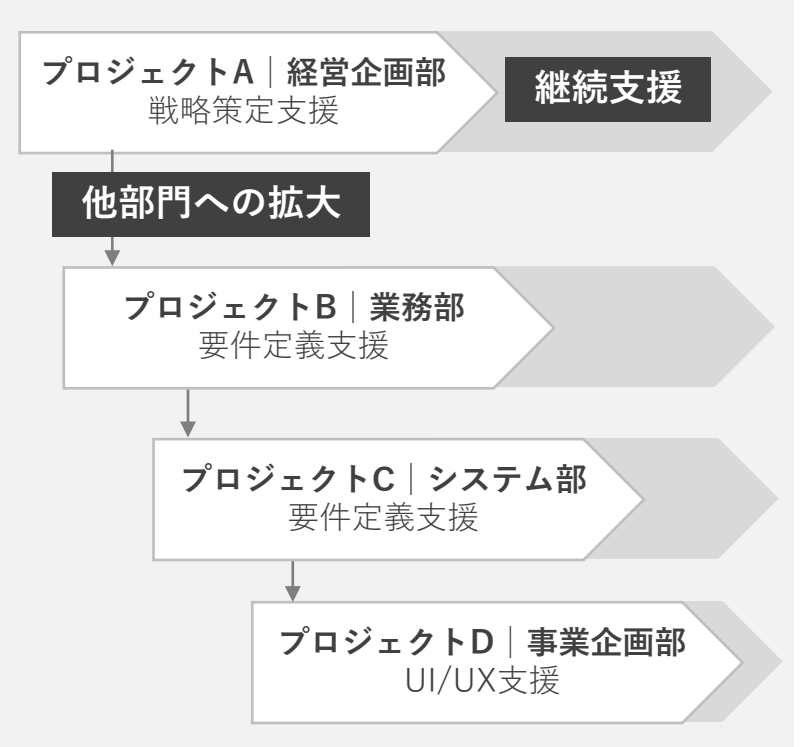 プロジェクトA｜経営企画部
戦略策定支援
継続支援
他部門への拡大
プロジェクトB｜業務部
要件定義支援
プロジェクトC｜システム部
要件定義支援
プロジェクトD｜事業企画部
UI/UX支援